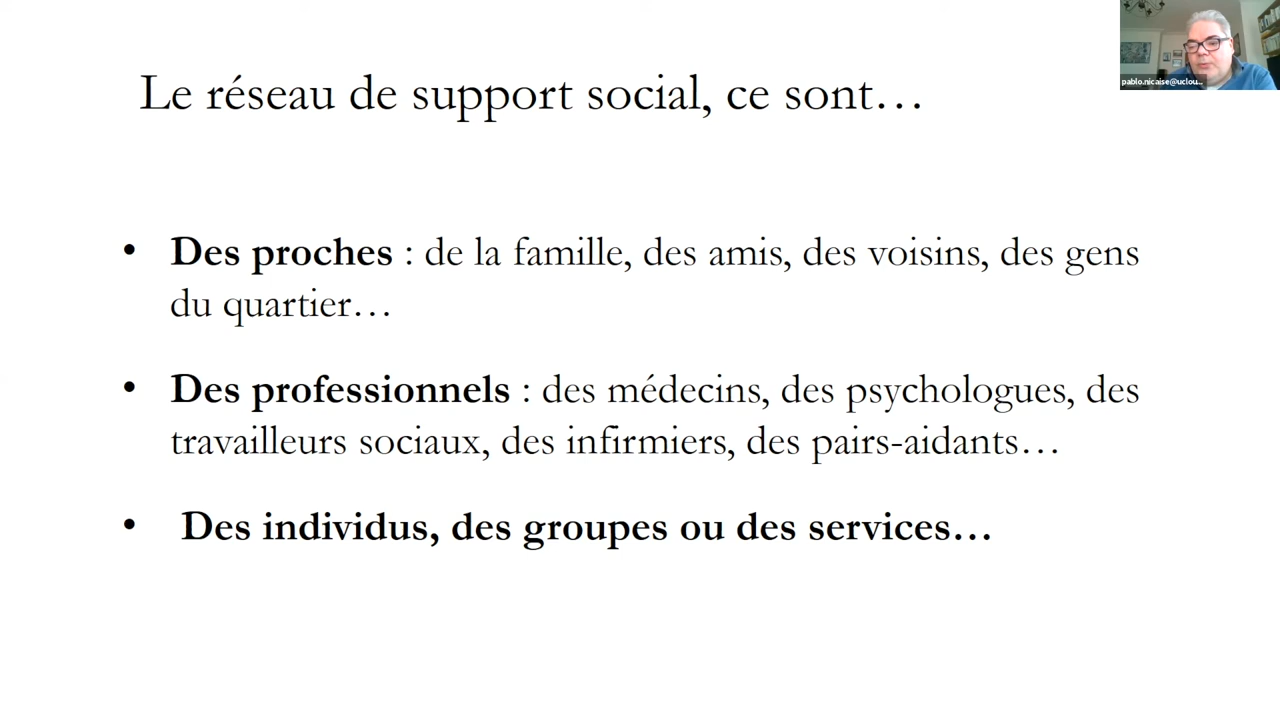 Le réseau de support social, ce sont…
pablo.nicaise@uclou...
• Des proches : de la famille, des amis, des voisins, des gens
du quartier…
• Des professionnels : des médecins, des psychologues, des
travailleurs sociaux, des infirmiers, des pairs-aidants…
• Des individus, des groupes ou des services…